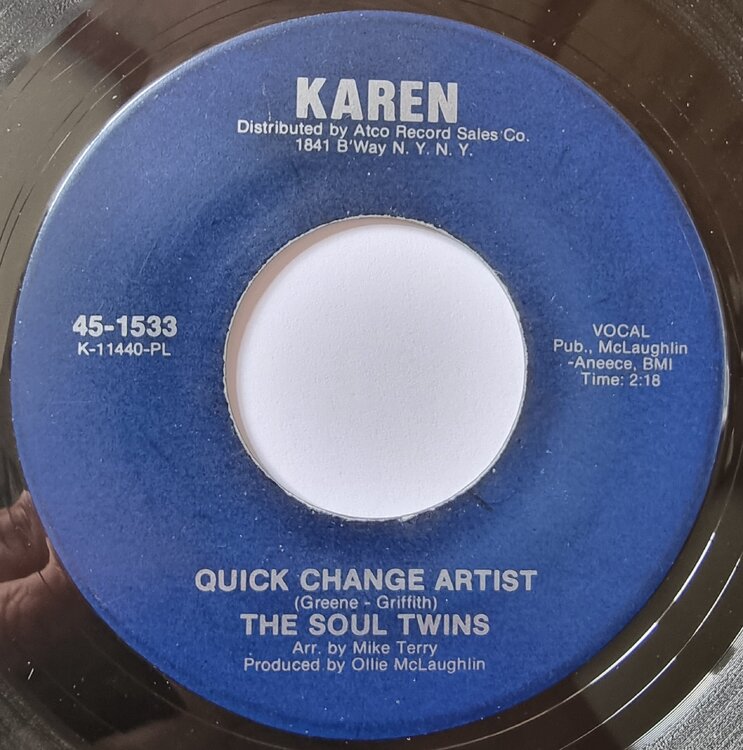 KAREN
Distributed by Atco Record Sales Co.
1841 B'Way N. Y. N. Y.
45-1533
K-11440-PL
VOCAL
Pub., McLaughlin
-Aneece, BMI
Time: 2:18
QUICK CHANGE ARTIST
(Greene - Griffith)
THE SOUL TWINS
Arr. by Mike Terry
Produced by Ollie McLaughlin